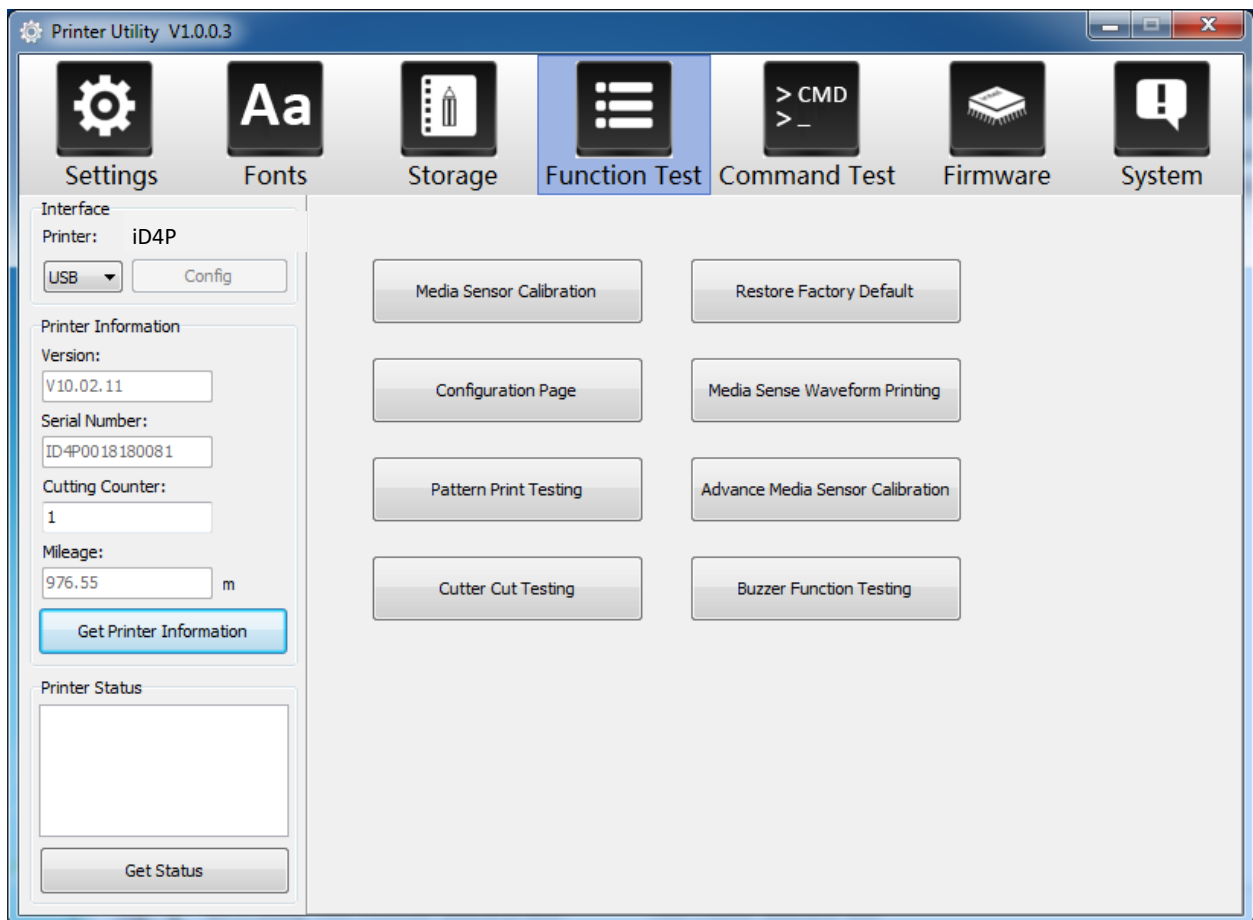 Printer Utility V1.0.0.3
Aa
> CMD
> _
Settings
Fonts
Storage
Function Test
Command Test
Firmware
System
Interface
Printer: iD4P
USB
Config
Printer Information
Version:
V10.02.11
Serial Number:
ID4P0018180081
Cutting Counter:
1
Mileage:
976.55 m
Get Printer Information
Printer Status
Get Status
Media Sensor Calibration
Restore Factory Default
Configuration Page
Media Sense Waveform Printing
Pattern Print Testing
Advance Media Sensor Calibration
Cutter Cut Testing
Buzzer Function Testing